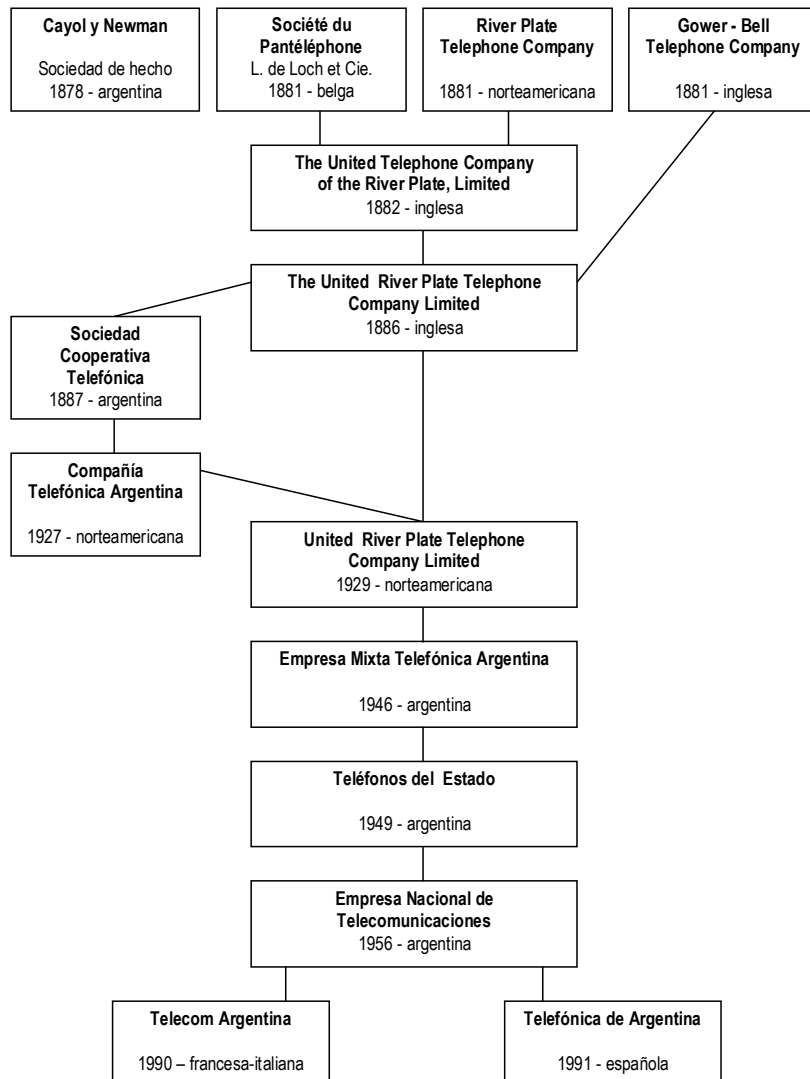 Cayol y Newman
Sociedad de hecho
1878 - argentina
Société du
Pantéléphone
L. de Loch et Cie.
1881 - belga
River Plate
Telephone Company
1881 - norteamericana
Gower - Bell
Telephone Company
1881 - inglesa
The United Telephone Company
of the River Plate, Limited
1882 - inglesa
The United River Plate Telephone
Company Limited
1886 - inglesa
Sociedad
Cooperativa
Telefónica
1887 - argentina
Compañía
Telefónica Argentina
1927 - norteamericana
United River Plate Telephone
Company Limited
1929 - norteamericana
Empresa Mixta Telefónica Argentina
1946 - argentina
Teléfonos del Estado
1949 - argentina
Empresa Nacional de
Telecomunicaciones
1956 - argentina
Telecom Argentina
1990 – francesa-italiana
Telefónica de Argentina
1991 - española